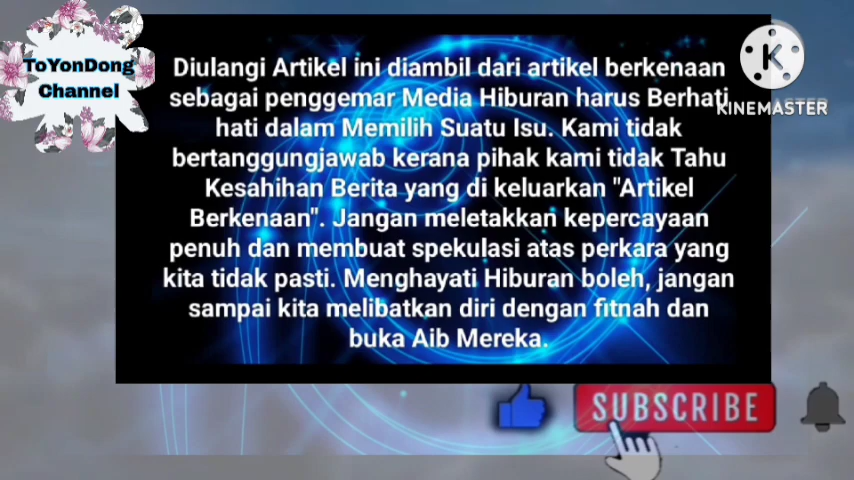 ToYonDong
Channel
Diulangi Artikel ini diambil dari artikel berkenaan
sebagai penggemar Media Hiburan harus Berhati
hati dalam Memilih Suatu Isu. Kami tidak
bertanggungjawab kerana pihak kami tidak Tahu
Kesahihan Berita yang di keluarkan "Artikel
Berkenaan". Jangan meletakkan kepercayaan
penuh dan membuat spekulasi atas perkara yang
kita tidak pasti. Menghayati Hiburan boleh, jangan
sampai kita melibatkan diri dengan fitnah dan
buka Aib Mereka.
K
KINEMASTER
SUBSCRIBE